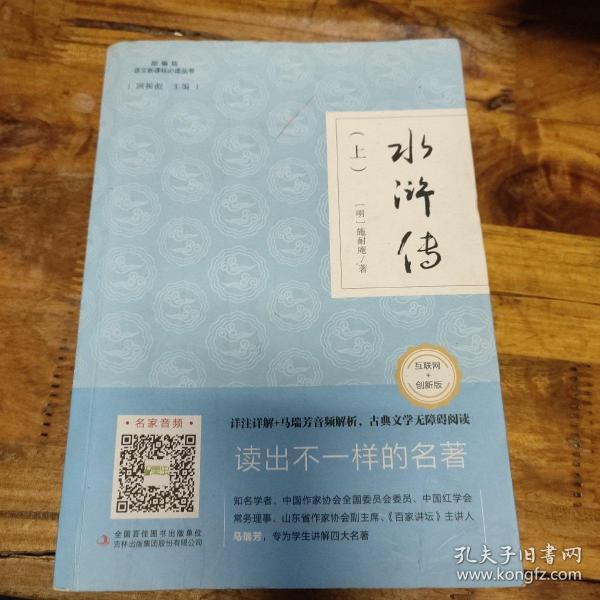 部编版
语文新课标必读丛书
（顾振彪 主编）
水浒传
（上）
［明］施耐庵/著
互联网
+
创新版
名家音频
详注详解+马瑞芳音频解析，古典文学无障碍阅读
读出不一样的名著
知名学者、中国作家协会全国委员会委员、中国红学会
常务理事、山东省作家协会副主席、《百家讲坛》主讲人
马瑞芳，专为学生讲解四大名著
全国百佳图书出版单位
吉林出版集团股份有限公司
孔夫子旧书网
www.kongfz.com